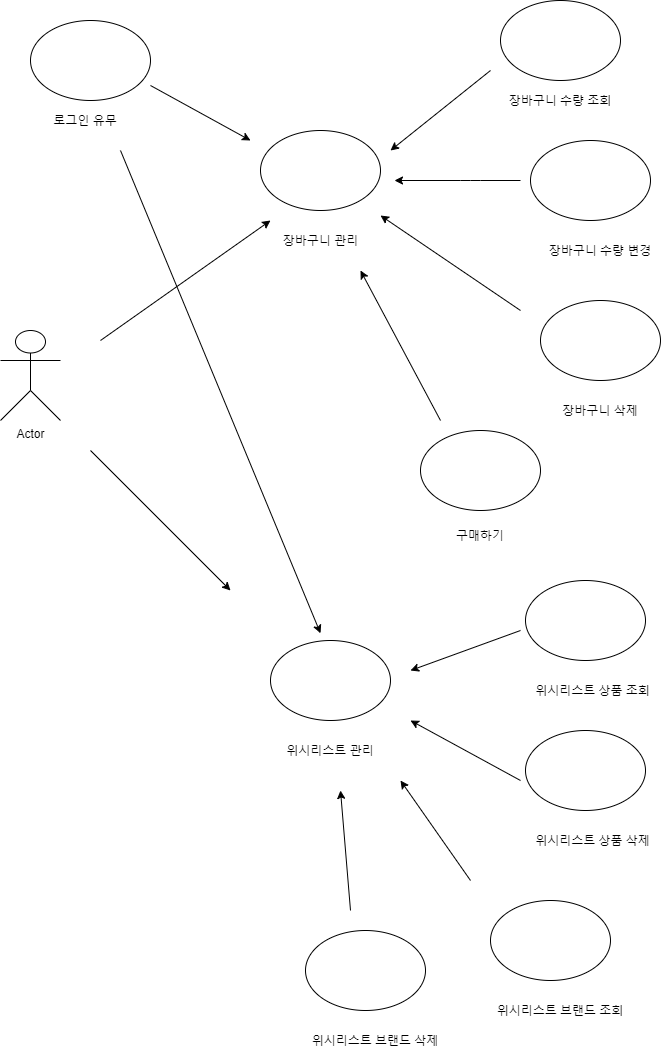 장바구니 수량 조회
로그인 유무
장바구니 관리
장바구니 수량 변경
장바구니 삭제
Actor
구매하기
위시리스트 상품 조회
위시리스트 관리
위시리스트 상품 삭제
위시리스트 브랜드 조회
위시리스트 브랜드 삭제